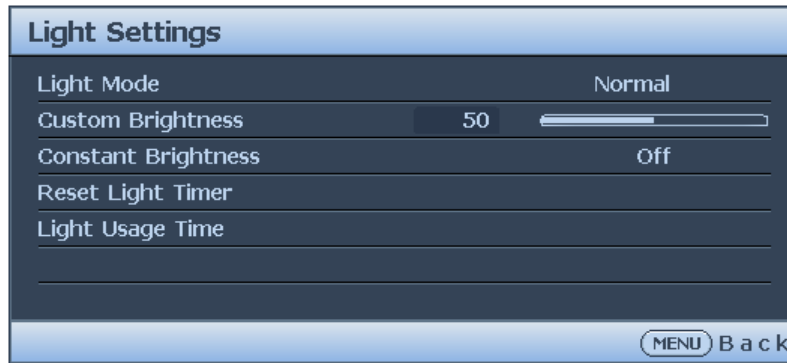 Light Settings
Light Mode Normal
Custom Brightness 50
Constant Brightness Off
Reset Light Timer
Light Usage Time
MENU Back